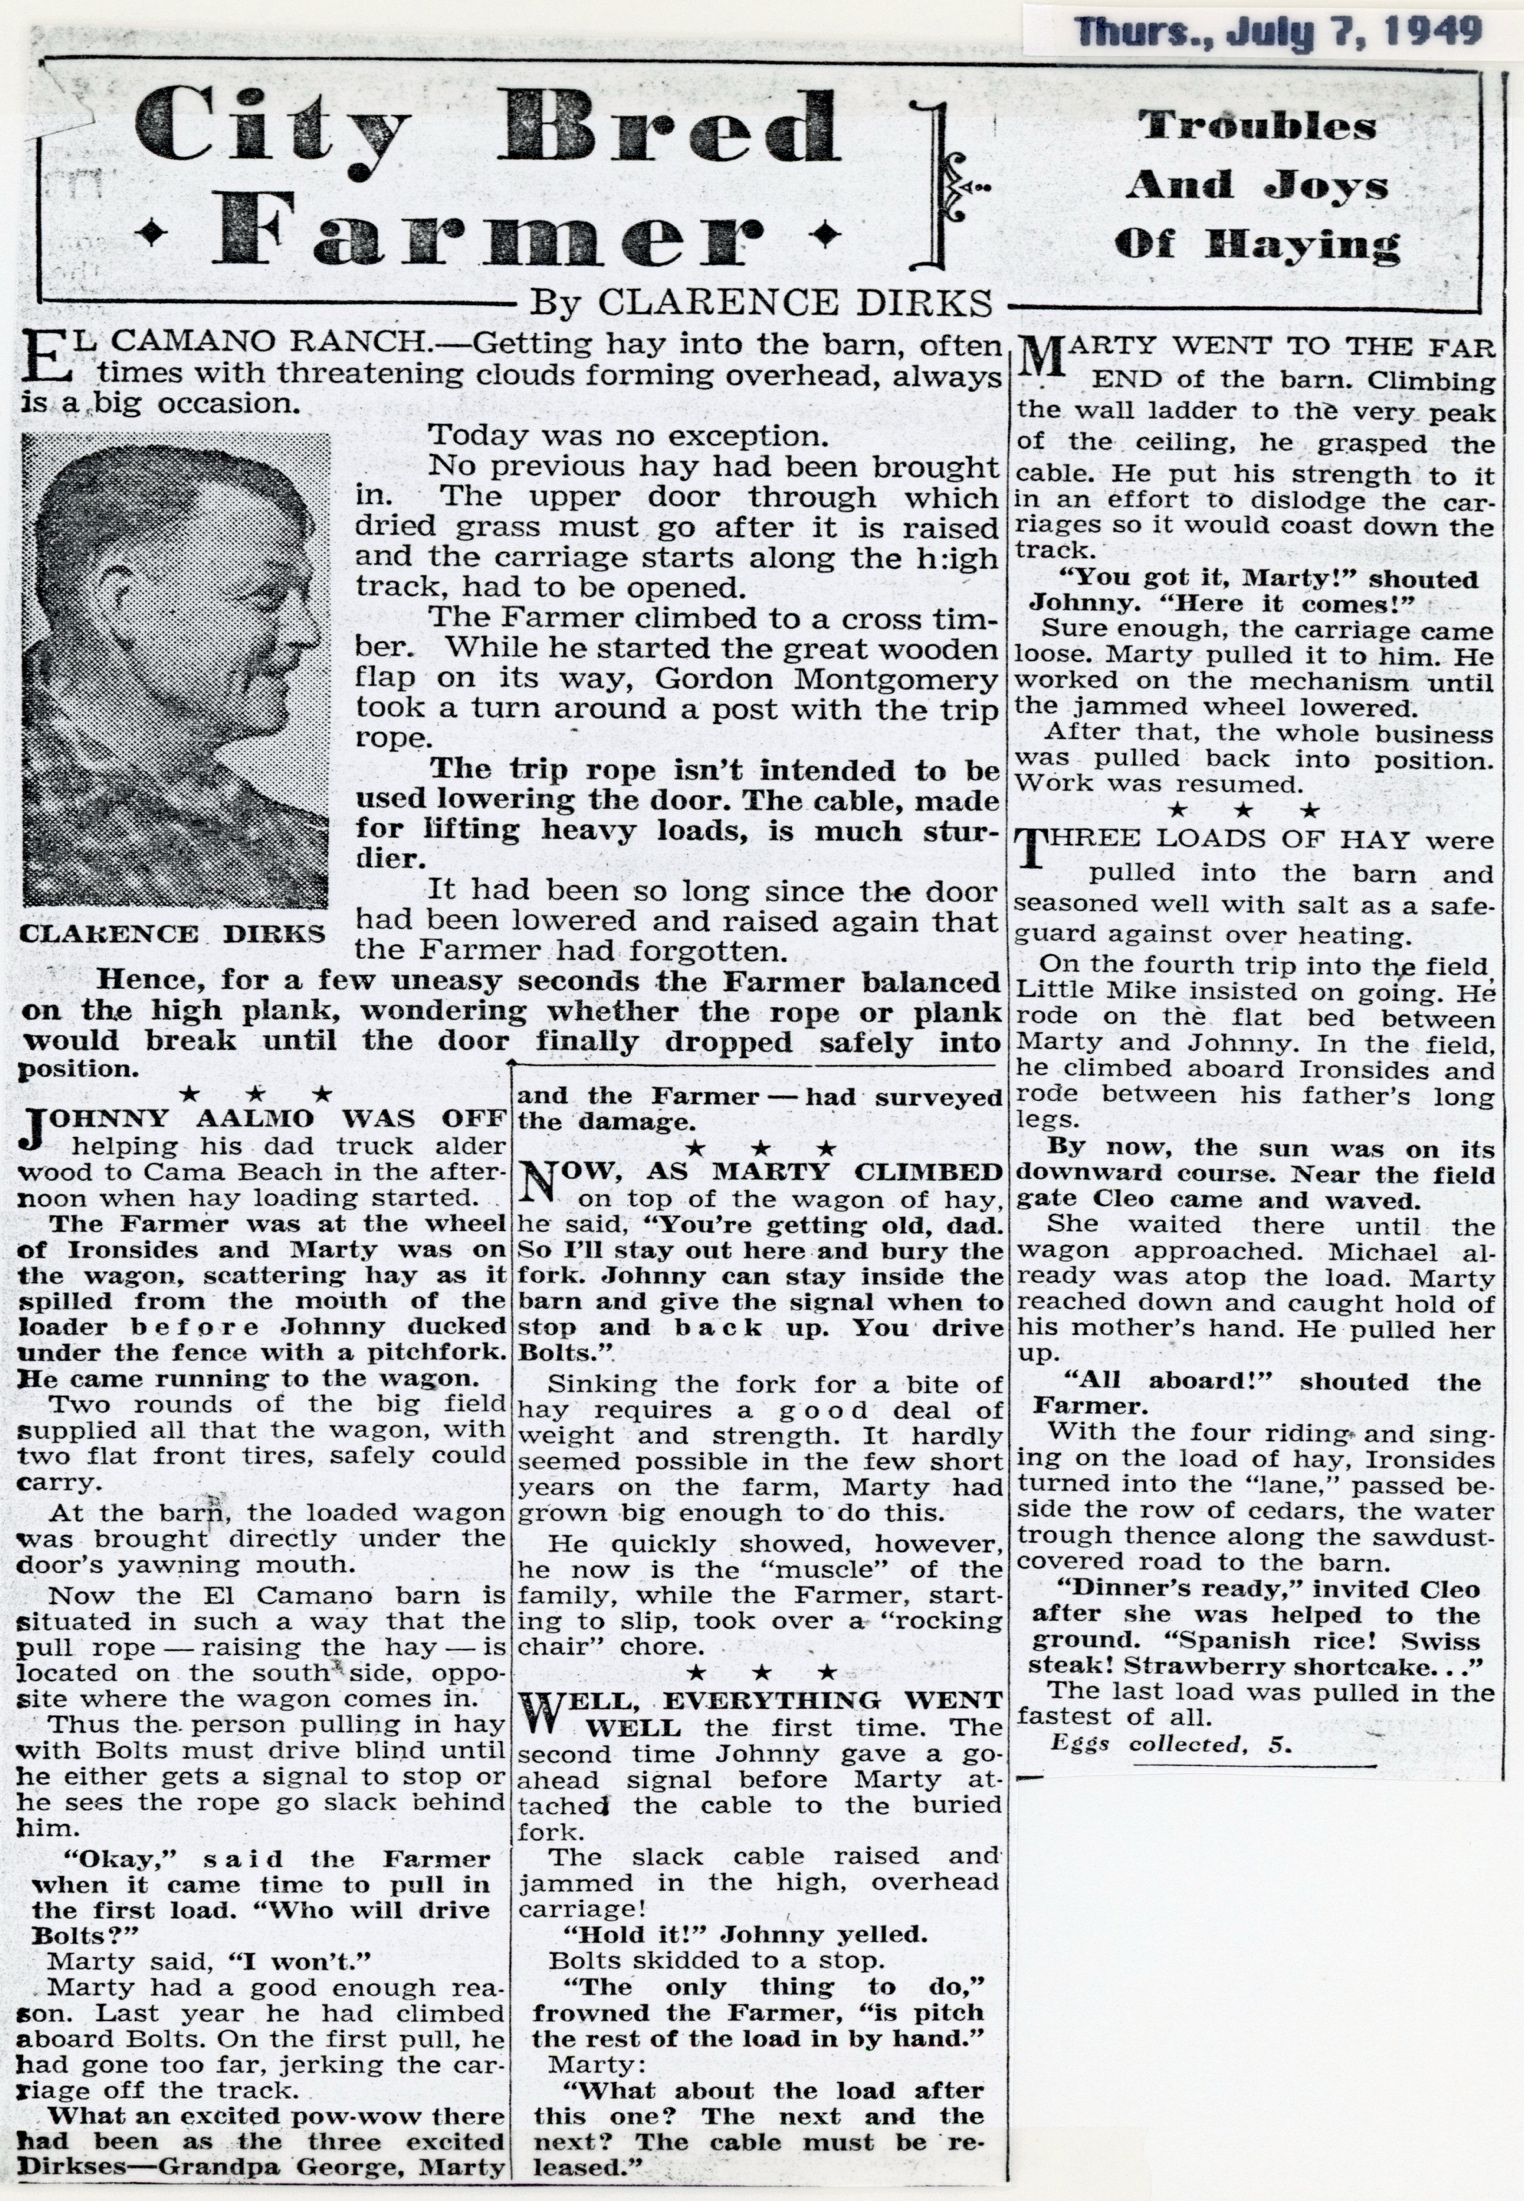 Thurs., July 7, 1949
City Bred
Farmer
Troubles
And Joys
Of Haying
By CLARENCE DIRKS
EL CAMANO RANCH.—Getting hay into the barn, often
times with threatening clouds forming overhead, always
is a big occasion.
Today was no exception.
No previous hay had been brought
in. The upper door through which
dried grass must go after it is raised
and the carriage starts along the h:igh
track, had to be opened.
The Farmer climbed to a cross tim-
ber. While he started the great wooden
flap on its way, Gordon Montgomery
took a turn around a post with the trip
rope.
The trip rope isn't intended to be
used lowering the door. The cable, made
for lifting heavy loads, is much stur-
dier.
It had been so long since the door
had been lowered and raised again that
the Farmer had forgotten.
CLARENCE DIRKS
Hence, for a few uneasy seconds the Farmer balanced
on the high plank, wondering whether the rope or plank
would break until the door finally dropped safely into
position.
★ ★ ★
JOHNNY AALMO WAS OFF
helping his dad truck alder
wood to Cama Beach in the after-
noon when hay loading started.
The Farmer was at the wheel
of Ironsides and Marty was on
the wagon, scattering hay as it
spilled from the mouth of the
loader before Johnny ducked
under the fence with a pitchfork.
He came running to the wagon.
Two rounds of the big field
supplied all that the wagon, with
two flat front tires, safely could
carry.
At the barn, the loaded wagon
was brought directly under the
door's yawning mouth.
Now the El Camano barn is
situated in such a way that the
pull rope — raising the hay — is
located on the south side, oppo-
site where the wagon comes in.
Thus the person pulling in hay
with Bolts must drive blind until
he either gets a signal to stop or
he sees the rope go slack behind
him.
"Okay," said the Farmer
when it came time to pull in
the first load. "Who will drive
Bolts?"
Marty said, "I won't."
Marty had a good enough rea-
son. Last year he had climbed
aboard Bolts. On the first pull, he
had gone too far, jerking the car-
riage off the track.
What an excited pow-wow there
had been as the three excited
Dirkses—Grandpa George, Marty
and the Farmer — had surveyed
the damage.
★ ★ ★
NOW, AS MARTY CLIMBED
on top of the wagon of hay,
he said, "You're getting old, dad.
So I'll stay out here and bury the
fork. Johnny can stay inside the
barn and give the signal when to
stop and back up. You drive
Bolts."
Sinking the fork for a bite of
hay requires a good deal of
weight and strength. It hardly
seemed possible in the few short
years on the farm, Marty had
grown big enough to do this.
He quickly showed, however,
he now is the "muscle" of the
family, while the Farmer, start-
ing to slip, took over a "rocking
chair" chore.
★ ★ ★
WELL, EVERYTHING WENT
WELL the first time. The
second time Johnny gave a go-
ahead signal before Marty at-
tached the cable to the buried
fork.
The slack cable raised and
jammed in the high, overhead
carriage!
"Hold it!" Johnny yelled.
Bolts skidded to a stop.
"The only thing to do,"
frowned the Farmer, "is pitch
the rest of the load in by hand."
Marty:
"What about the load after
this one? The next and the
next? The cable must be re-
leased."
MARTY WENT TO THE FAR
END of the barn. Climbing
the wall ladder to the very peak
of the ceiling, he grasped the
cable. He put his strength to it
in an effort to dislodge the car-
riages so it would coast down the
track.
"You got it, Marty!" shouted
Johnny. "Here it comes!"
Sure enough, the carriage came
loose. Marty pulled it to him. He
worked on the mechanism until
the jammed wheel lowered.
After that, the whole business
was pulled back into position.
Work was resumed.
★ ★ ★
THREE LOADS OF HAY were
pulled into the barn and
seasoned well with salt as a safe-
guard against over heating.
On the fourth trip into the field,
Little Mike insisted on going. He
rode on the flat bed between
Marty and Johnny. In the field,
he climbed aboard Ironsides and
rode between his father's long
legs.
By now, the sun was on its
downward course. Near the field
gate Cleo came and waved.
She waited there until the
wagon approached. Michael al-
ready was atop the load. Marty
reached down and caught hold of
his mother's hand. He pulled her
up.
"All aboard!" shouted the
Farmer.
With the four riding and sing-
ing on the load of hay, Ironsides
turned into the "lane," passed be-
side the row of cedars, the water
trough thence along the sawdust-
covered road to the barn.
"Dinner's ready," invited Cleo
after she was helped to the
ground. "Spanish rice! Swiss
steak! Strawberry shortcake. . ."
The last load was pulled in the
fastest of all.
Eggs collected, 5.